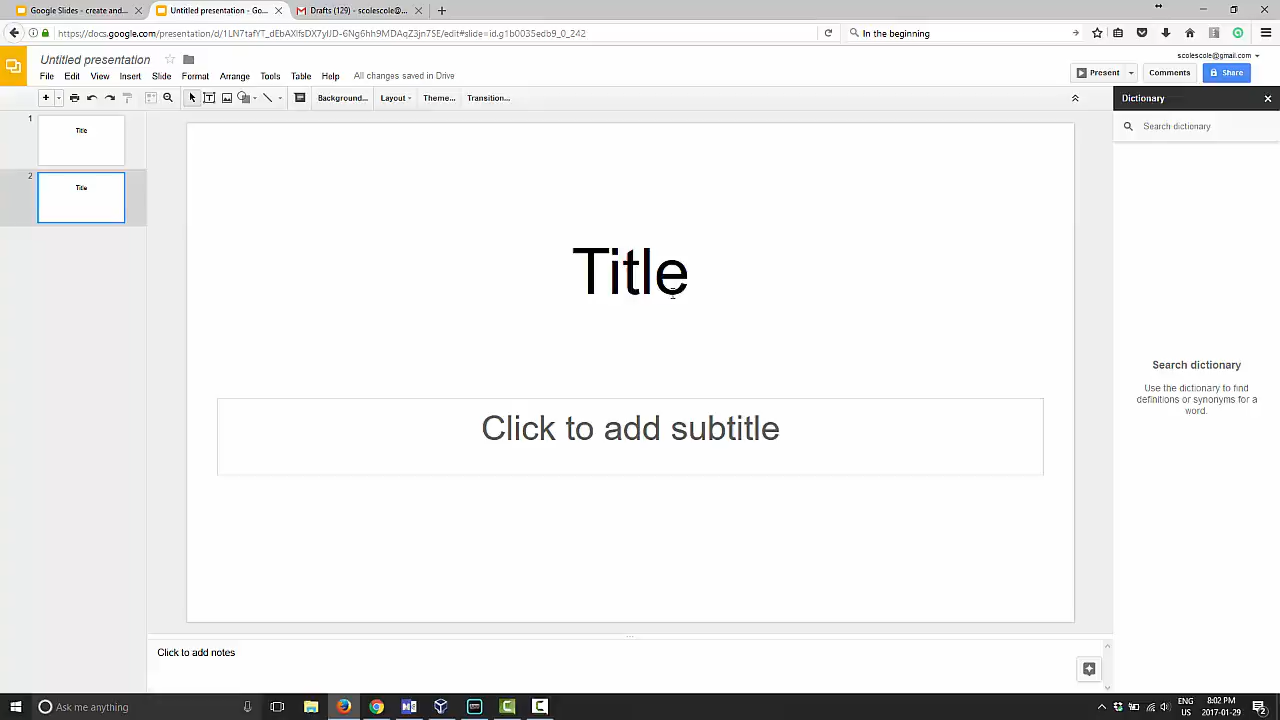 Google Slides - create and...
Untitled presentation - Go...
Drafts (129) - scolescole@...
https://docs.google.com/presentation/d/1LN7tafYT_dEbAXlfsDX7yUD-6Ng6hh9MDAqZ3jn7SE/edit#slide=id.g1b0035edb9_0_242
In the beginning
Untitled presentation
scolescole@gmail.com
File Edit View Insert Slide Format Arrange Tools Table Help All changes saved in Drive
Present Comments Share
Background... Layout Theme... Transition...
Dictionary
Search dictionary
1
Title
2
Title
Title
Click to add subtitle
Search dictionary
Use the dictionary to find
definitions or synonyms for a
word.
Click to add notes
Ask me anything
ENG
US
8:02 PM
2017-01-29
2